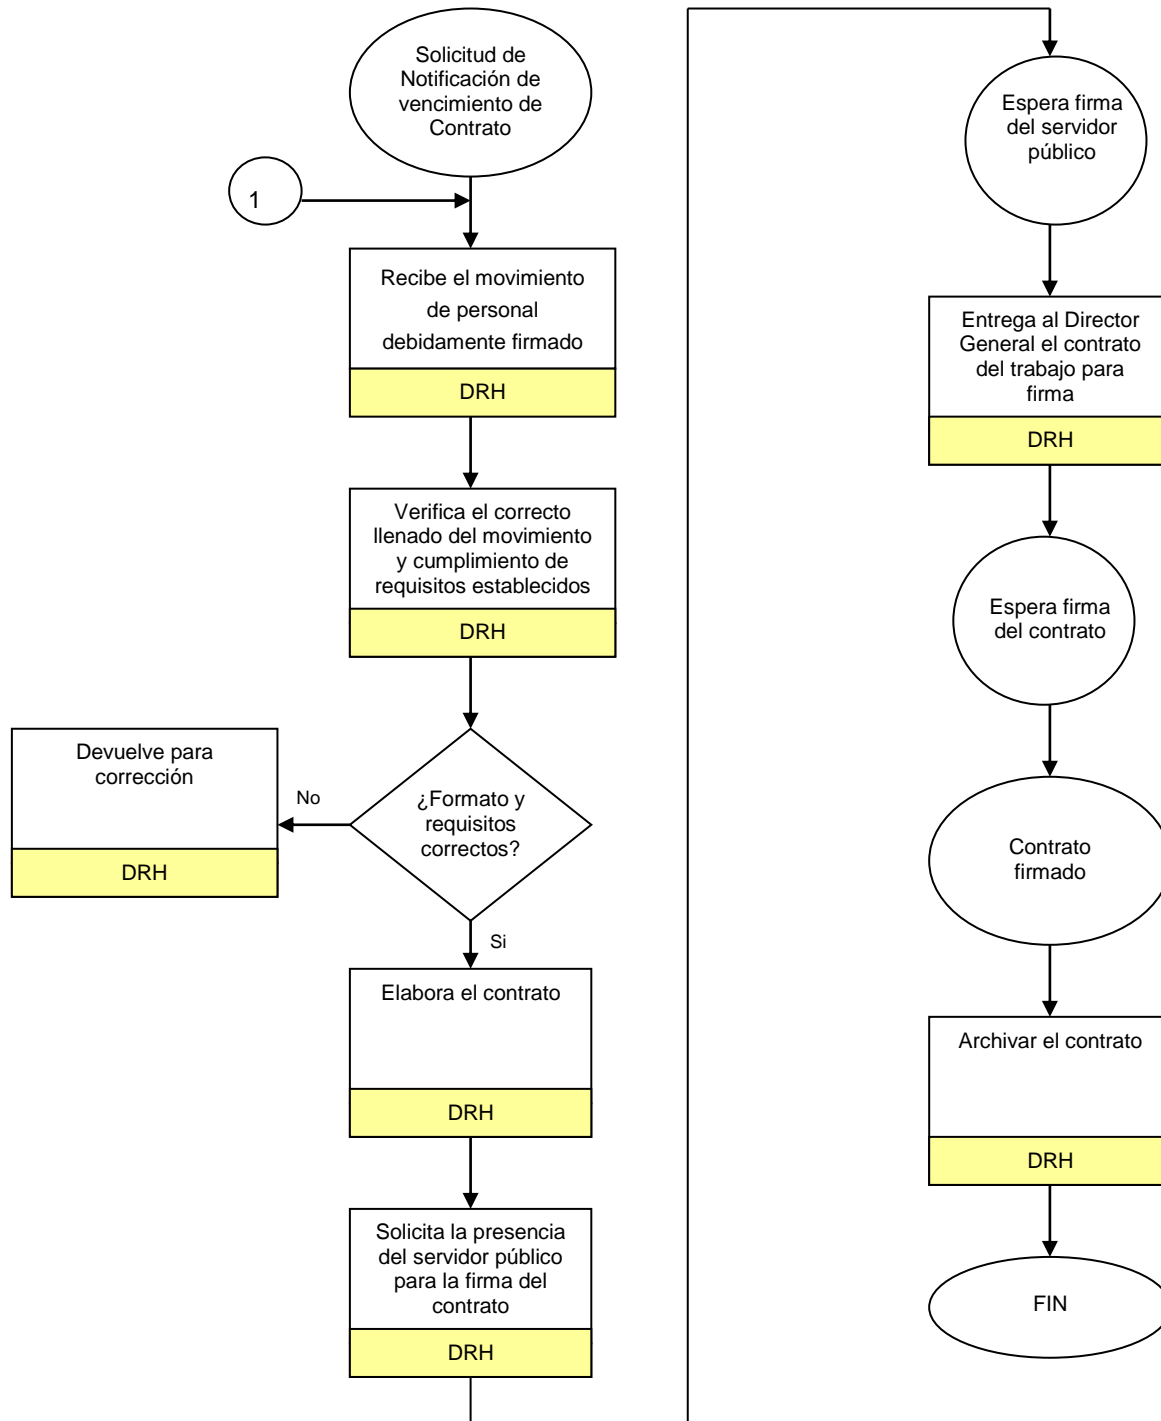 Solicitud de
Notificación de
vencimiento de
Contrato
1
Recibe el movimiento
de personal
debidamente firmado
DRH
Verifica el correcto
llenado del movimiento
y cumplimiento de
requisitos establecidos
DRH
¿Formato y
requisitos
correctos?
No
Devuelve para
corrección
DRH
Si
Elabora el contrato
DRH
Solicita la presencia
del servidor público
para la firma del
contrato
DRH
Espera firma
del servidor
público
Entrega al Director
General el contrato
del trabajo para
firma
DRH
Espera firma
del contrato
Contrato
firmado
Archivar el contrato
DRH
FIN